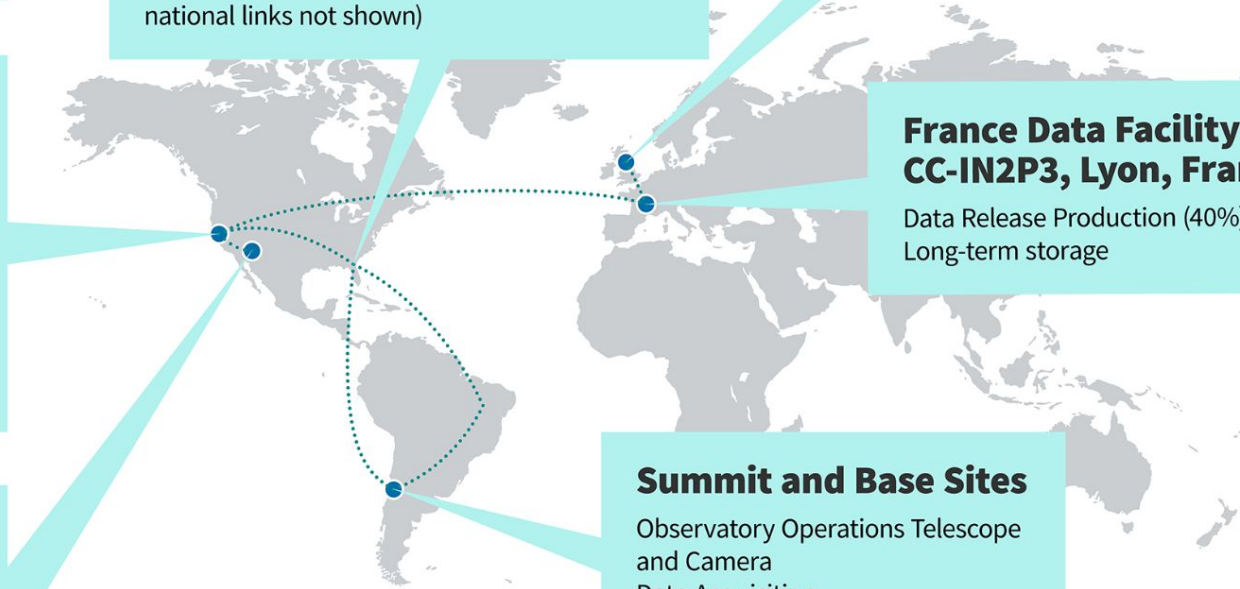 national links not shown)
France Data Facility
CC-IN2P3, Lyon,
Data Release Production (40%)
Long-term storage
Summit and Base Sites
Observatory Operations Telescope
and Camera